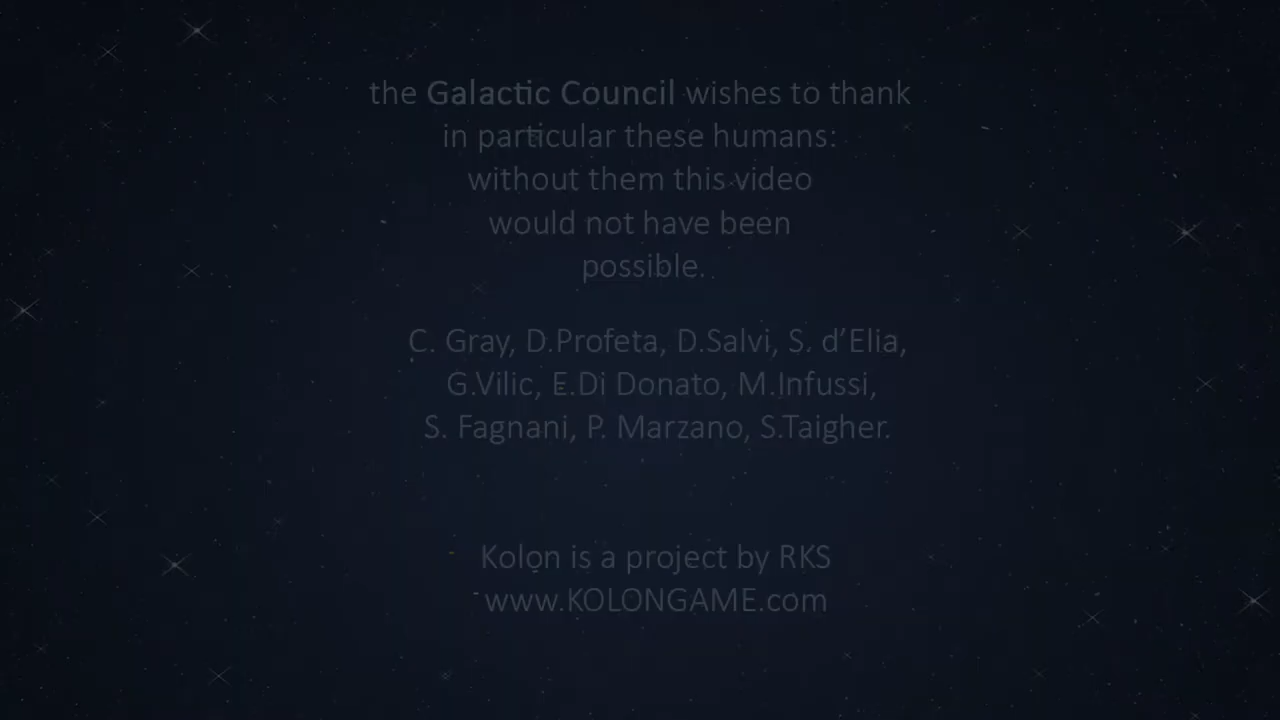 the Galactic Council wishes to thank
in particular these humans:
without them this video
would not have been
possible.
C. Gray, D.Profeta, D.Salvi, S. d’Elia,
G.Vilic, E.Di Donato, M.Infussi,
S. Fagnani, P. Marzano, S.Taigher.
Kolon is a project by RKS
www.KOLONGAME.com